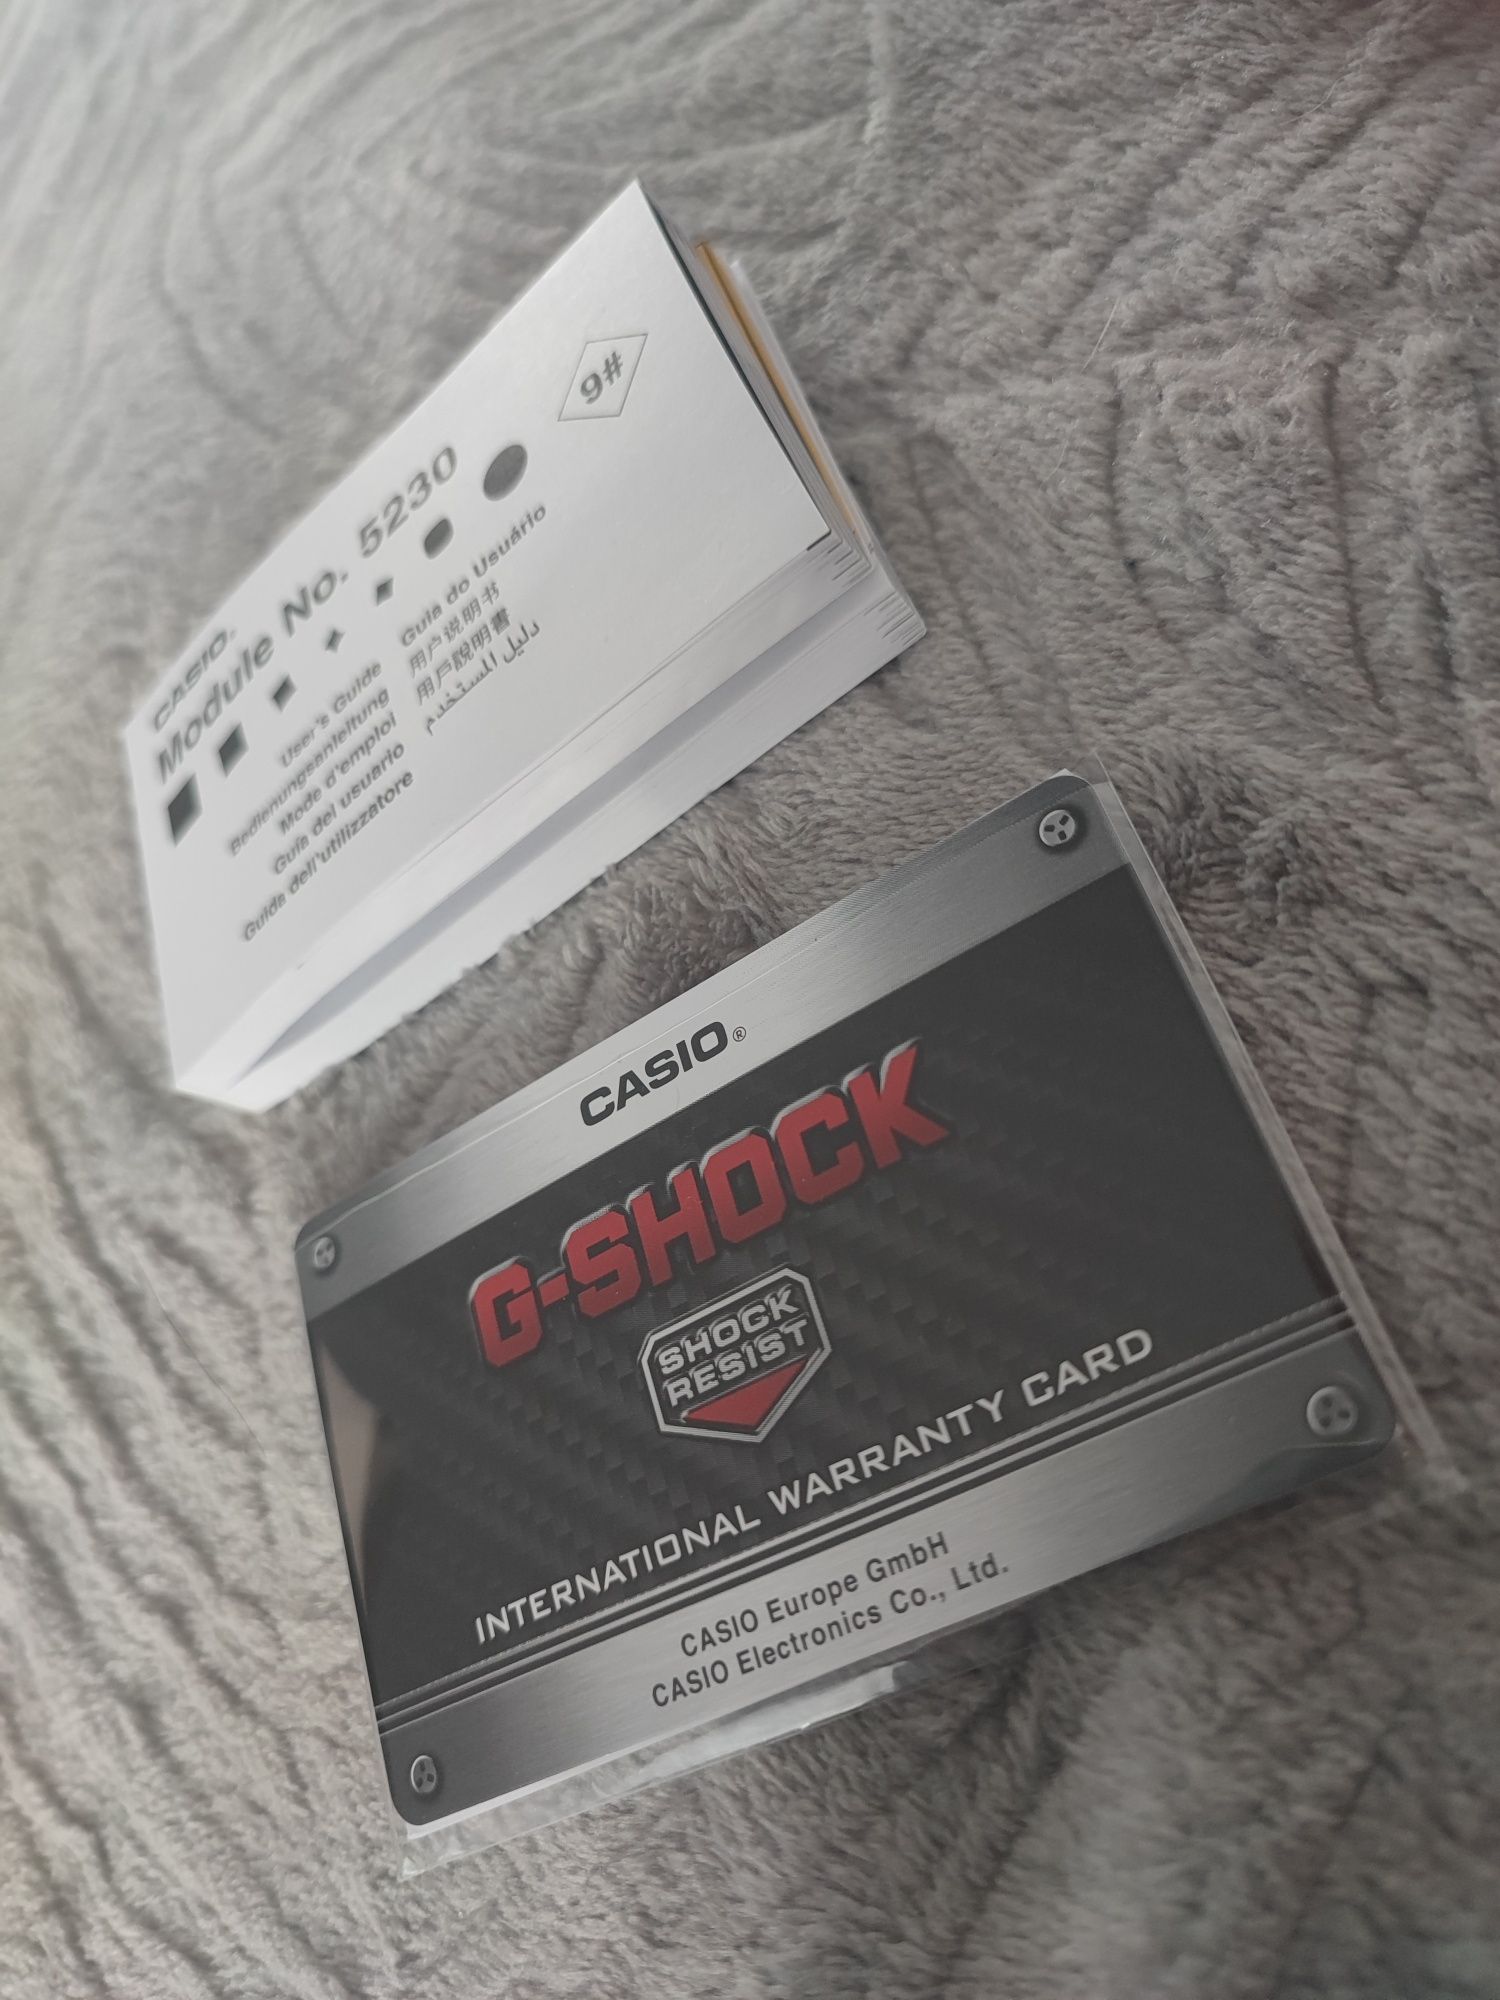 CASIO®
Module No. 5230
9#
User's Guide
Bedienungsanleitung
Mode d'emploi
Guía del usuario
Guida dell'utilizzatore
Guia do Usuário
用户说明书
用戶說明書
دليل المستخدم
CASIO®
G-SHOCK
SHOCK
RESIST
INTERNATIONAL WARRANTY CARD
CASIO Europe GmbH
CASIO Electronics Co., Ltd.